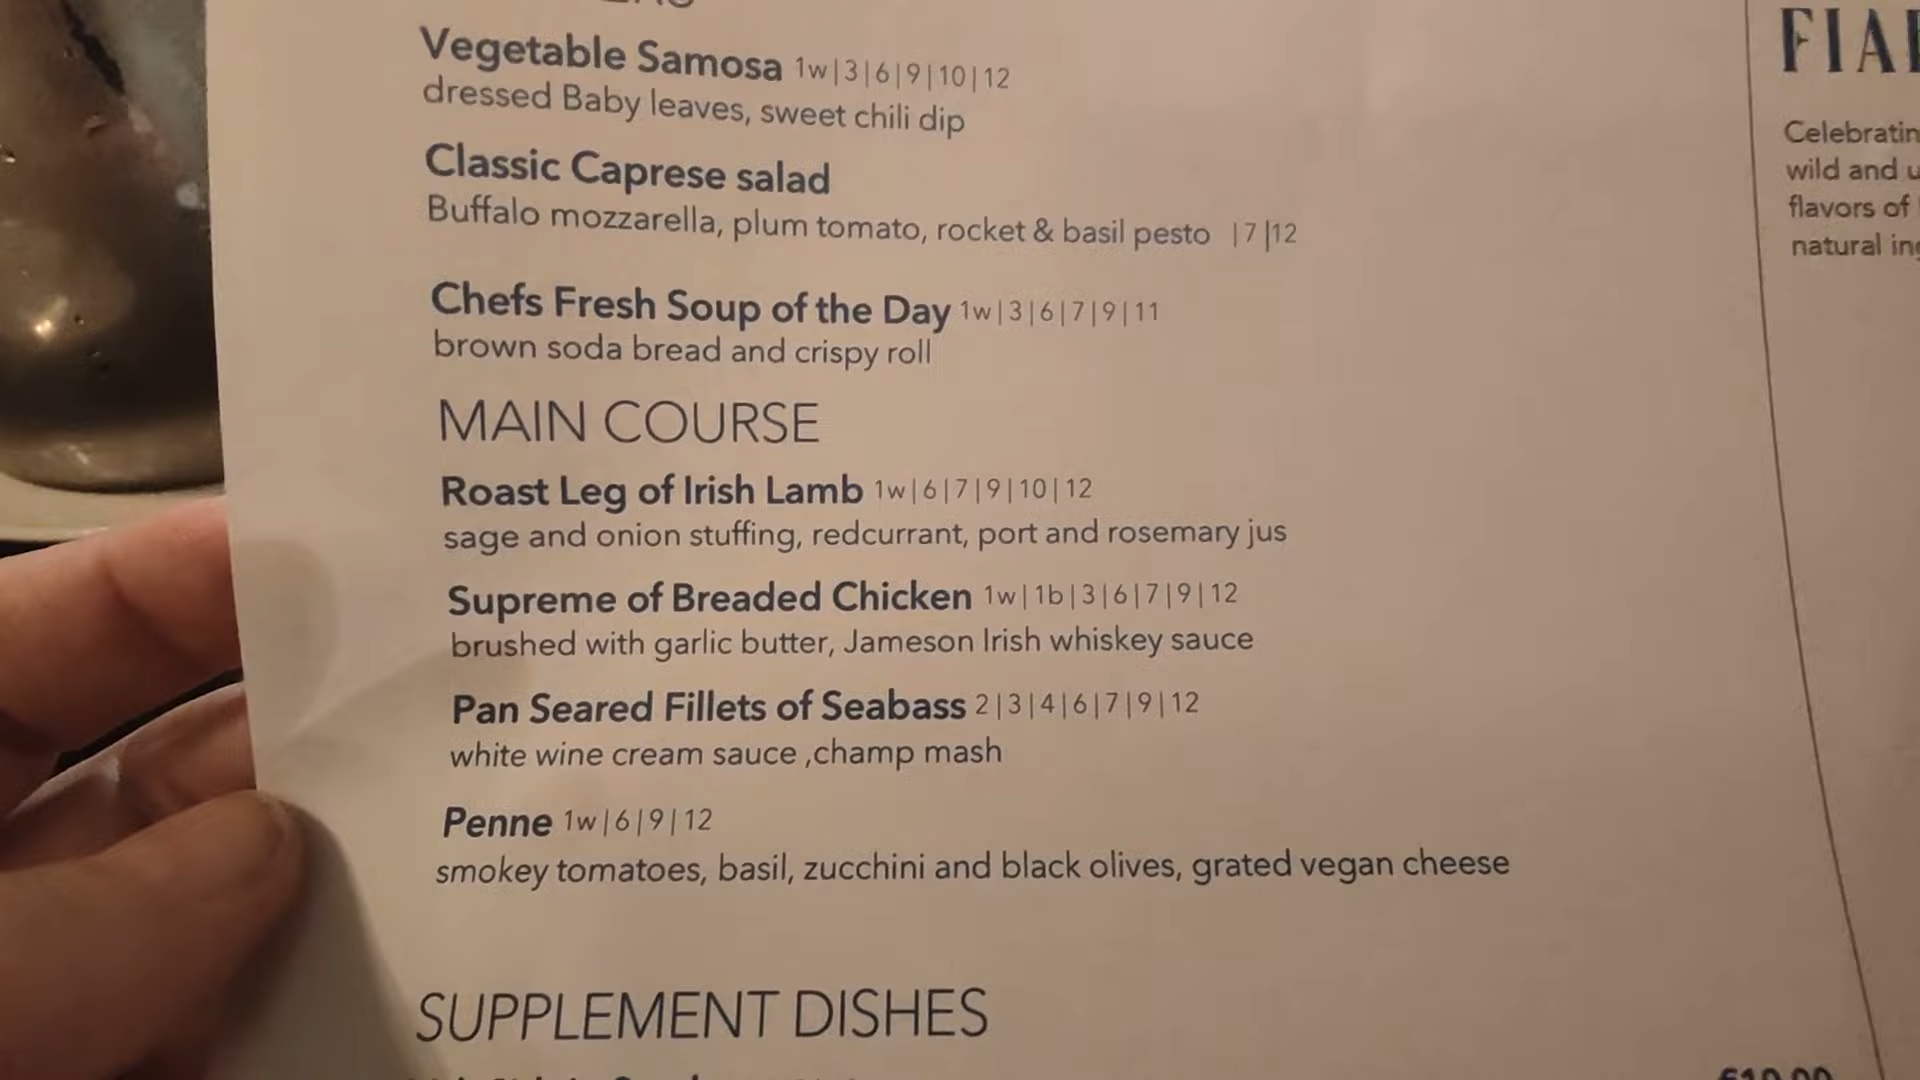 Vegetable Samosa 1w|3|6|9|10|12
dressed Baby leaves, sweet chili dip
Classic Caprese salad
Buffalo mozzarella, plum tomato, rocket & basil pesto |7|12
Chefs Fresh Soup of the Day 1w|3|6|7|9|11
brown soda bread and crispy roll
MAIN COURSE
Roast Leg of Irish Lamb 1w|6|7|9|10|12
sage and onion stuffing, redcurrant, port and rosemary jus
Supreme of Breaded Chicken 1w|1b|3|6|7|9|12
brushed with garlic butter, Jameson Irish whiskey sauce
Pan Seared Fillets of Seabass 2|3|4|6|7|9|12
white wine cream sauce ,champ mash
Penne 1w|6|9|12
smokey tomatoes, basil, zucchini and black olives, grated vegan cheese
SUPPLEMENT DISHES
wild and
flavors of
natural